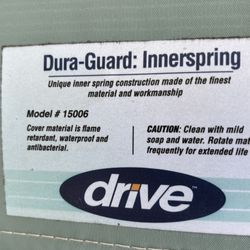 Dura-Guard: Innerspring
Unique inner spring construction made of the finest
material and workmanship
Model # 15006
Cover material is flame
retardant, waterproof and
antibacterial.
CAUTION: Clean with mild
soap and water. Rotate
frequently for extended life
drive